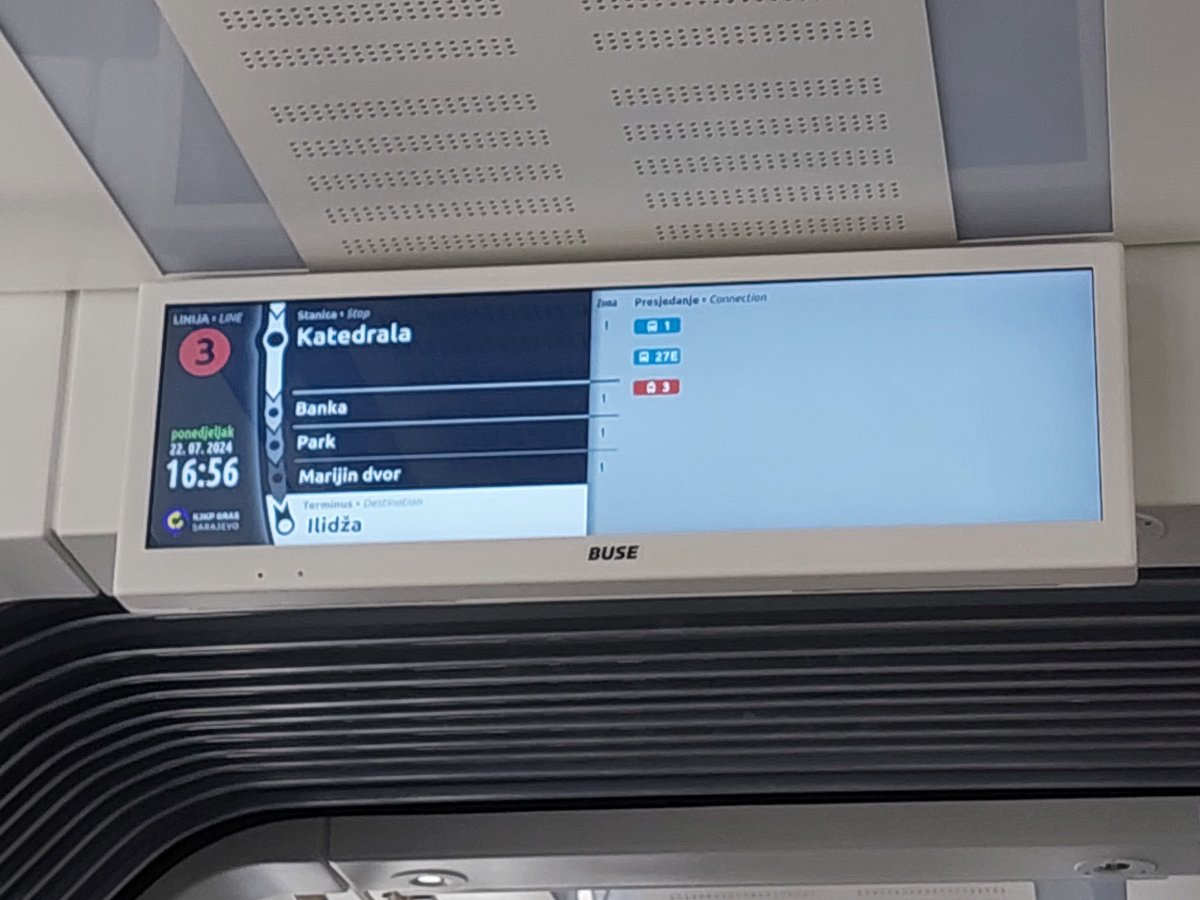 LINIJA • LINE
3
ponedjeljak
22. 07. 2024
16:56
KJKP GRAS
SARAJEVO
Stanica • Stop
Katedrala
Banka
Park
Marijin dvor
Terminus • Destination
Ilidža
Zona
1
1
1
1
Presjedanje • Connection
1
27E
3
BUSE